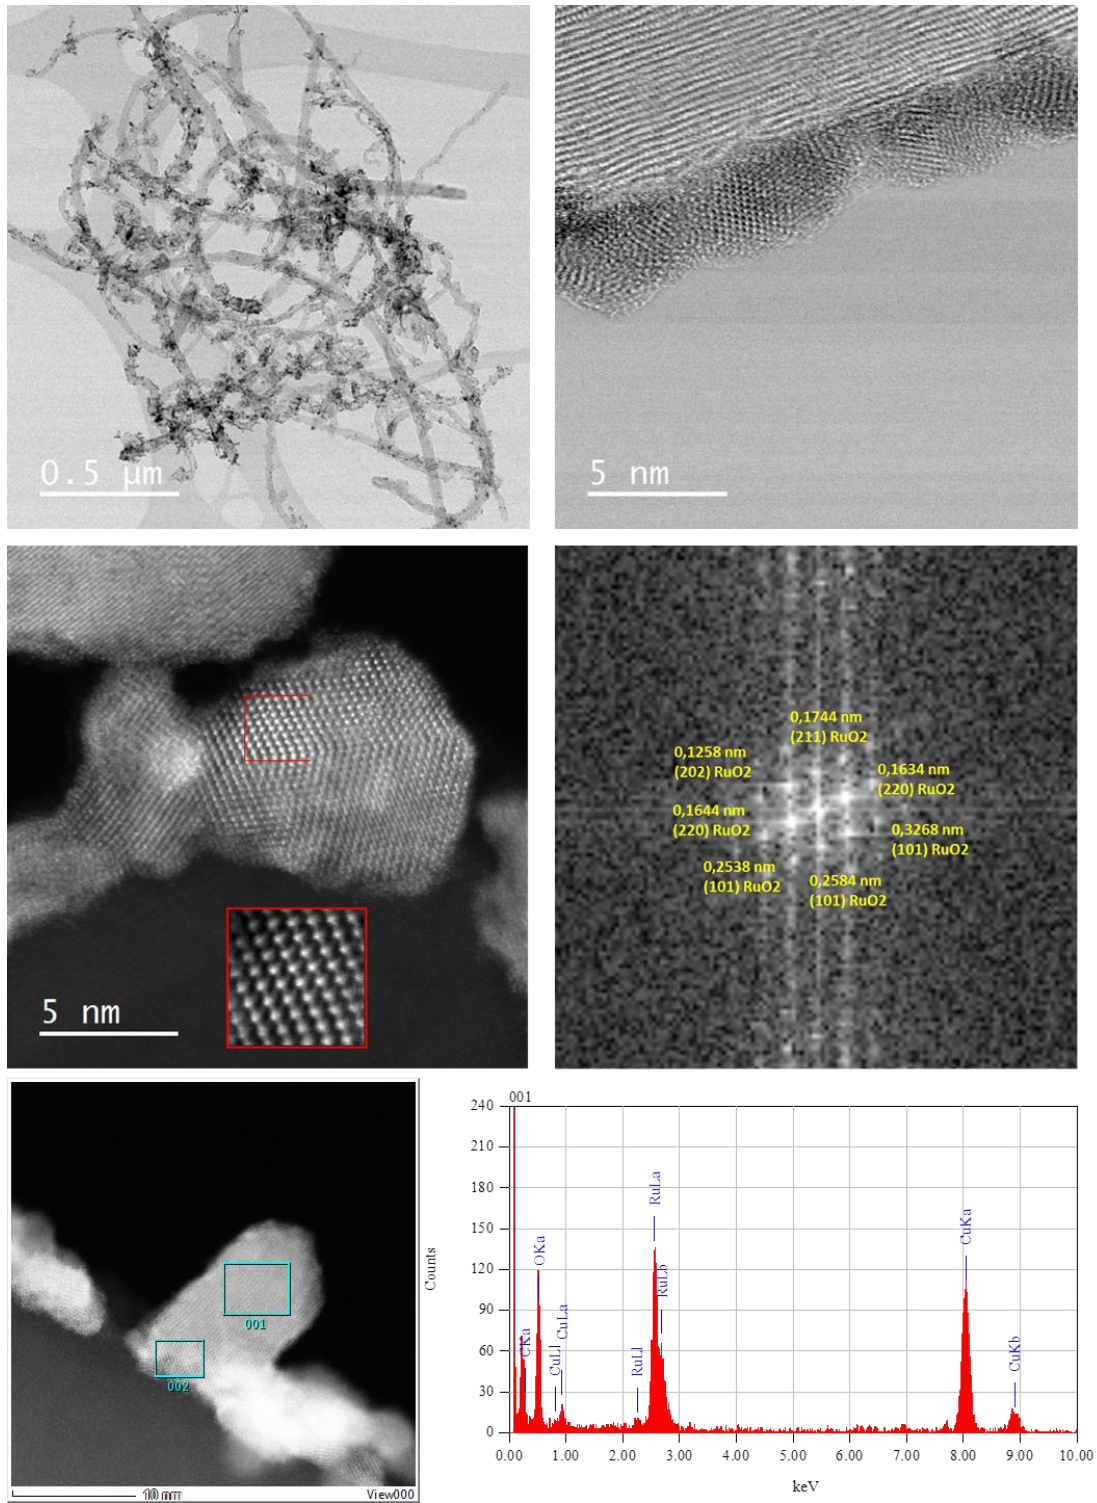 0.5 μm
5 nm
5 nm
0,1744 nm
(211) RuO2
0,1258 nm
(202) RuO2
0,1634 nm
(220) RuO2
0,1644 nm
(220) RuO2
0,3268 nm
(101) RuO2
0,2538 nm
(101) RuO2
0,2584 nm
(101) RuO2
001
002
10 nm
View000
001
240
210
180
150
120
90
60
30
0
Counts
CKa
OKa
CuLl
CuLa
RuLl
RuLa
RuLb
CuKa
CuKb
0.00 1.00 2.00 3.00 4.00 5.00 6.00 7.00 8.00 9.00 10.00
keV